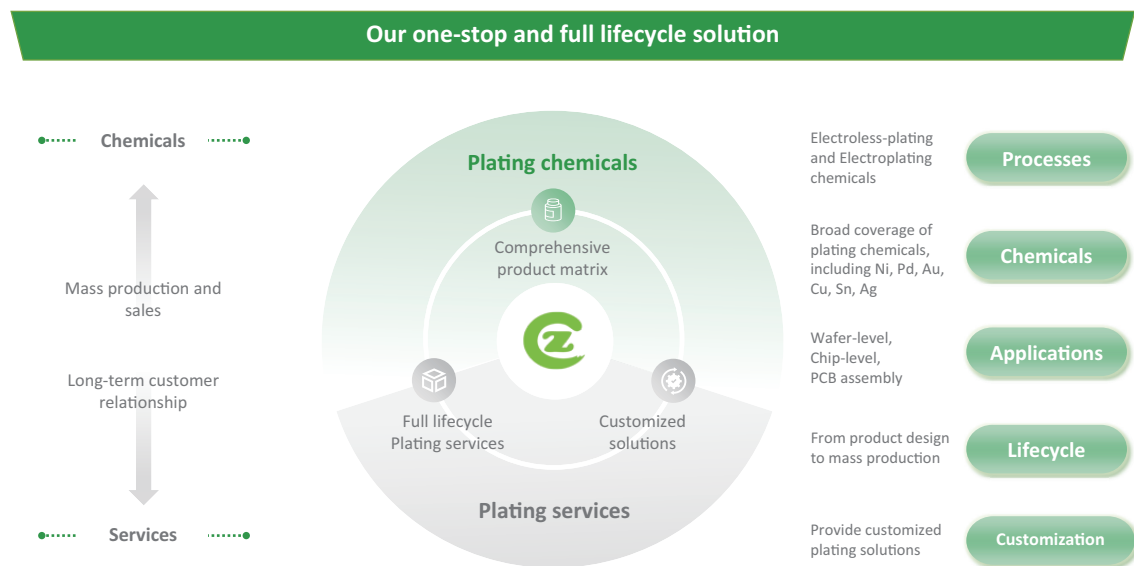 Our one-stop and full lifecycle solution
Chemicals
Mass production and
sales
Long-term customer
relationship
Services
Plating chemicals
Comprehensive
product matrix
Full lifecycle
Plating services
Customized
solutions
Plating services
Electroless-plating
and Electroplating
chemicals
Processes
Broad coverage of
plating chemicals,
including Ni, Pd, Au,
Cu, Sn, Ag
Chemicals
Wafer-level,
Chip-level,
PCB assembly
Applications
From product design
to mass production
Lifecycle
Provide customized
plating solutions
Customization